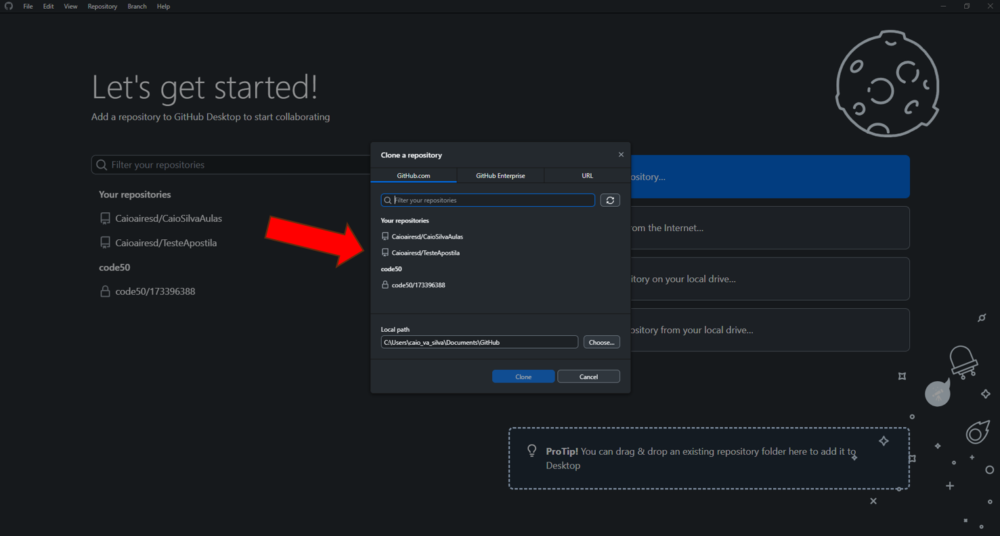 File Edit View Repository Branch Help
Let's get started!
Add a repository to GitHub Desktop to start collaborating
Filter your repositories
Your repositories
Caioairesd/CaioSilvaAulas
Caioairesd/TesteApostila
code50
code50/173396388
Clone a repository
GitHub.com GitHub Enterprise URL
Filter your repositories
Your repositories
Caioairesd/CaioSilvaAulas
Caioairesd/TesteApostila
code50
code50/173396388
Local path
C:\Users\caio_va_silva\Documents\GitHub Choose...
Clone Cancel
ository...
om the Internet...
itory on your local drive...
ository from your local drive...
ProTip! You can drag & drop an existing repository folder here to add it to
Desktop